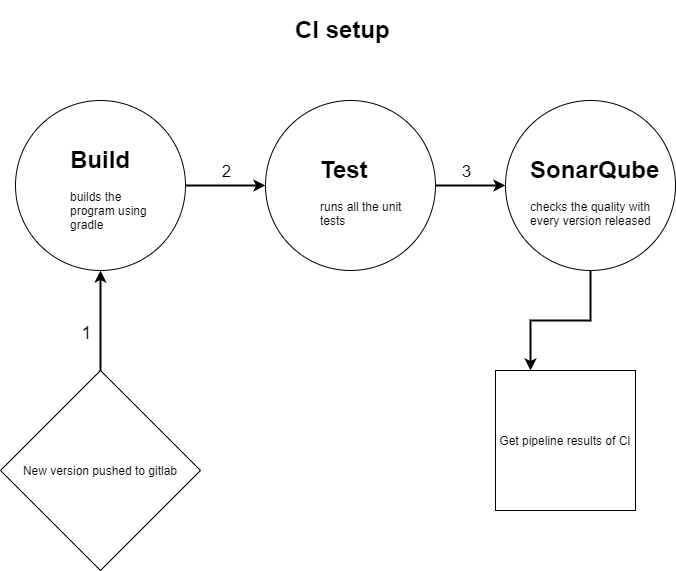 CI setup
Build
builds the
program using
gradle
2
Test
runs all the unit
tests
3
SonarQube
checks the quality with
every version released
1
New version pushed to gitlab
Get pipeline results of CI